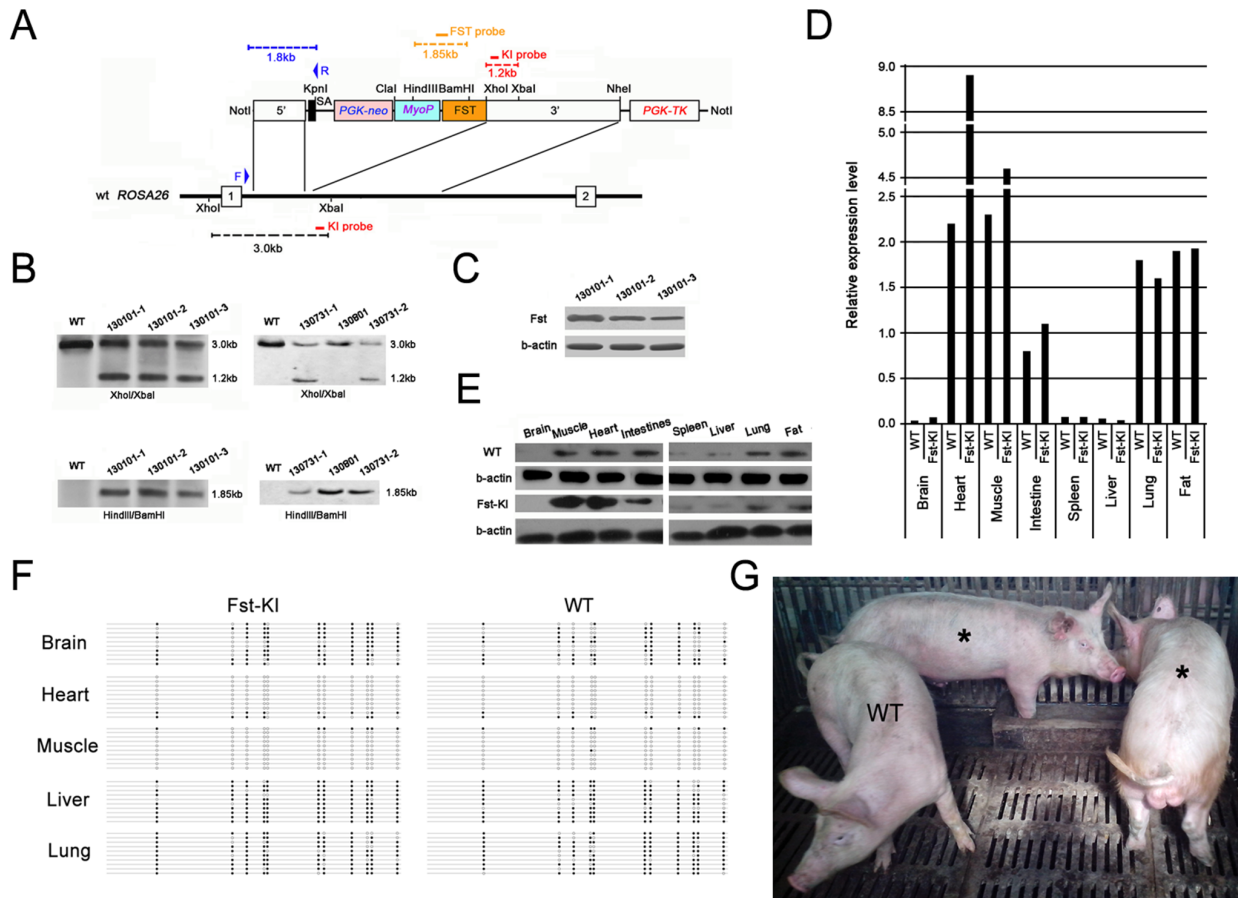 A
FST probe
1.85kb
KI probe
1.2kb
1.8kb
R
KpnI
SA
ClaI
HindIII
BamHI
XhoI
XbaI
NheI
NotI
5'
PGK-neo
MyoP
FST
3'
PGK-TK
NotI
F
wt ROSA26
1
2
XhoI
XbaI
KI probe
3.0kb
B
WT
130101-1
130101-2
130101-3
3.0kb
1.2kb
XhoI/XbaI
WT
130731-1
130801
130731-2
3.0kb
1.2kb
XhoI/XbaI
WT
130101-1
130101-2
130101-3
1.85kb
HindIII/BamHI
WT
130731-1
130801
130731-2
1.85kb
HindIII/BamHI
C
130101-1
130101-2
130101-3
Fst
b-actin
D
Relative expression level
9.0
8.5
5.0
4.5
2.5
2.0
1.5
1.0
0.5
0.0
WT
Fst-KI
WT
Fst-KI
WT
Fst-KI
WT
Fst-KI
WT
Fst-KI
WT
Fst-KI
WT
Fst-KI
WT
Fst-KI
Brain
Heart
Muscle
Intestine
Spleen
Liver
Lung
Fat
E
Brain
Muscle
Heart
Intestines
Spleen
Liver
Lung
Fat
WT
b-actin
Fst-KI
b-actin
F
Fst-KI
WT
Brain
Heart
Muscle
Liver
Lung
G
*
*
WT